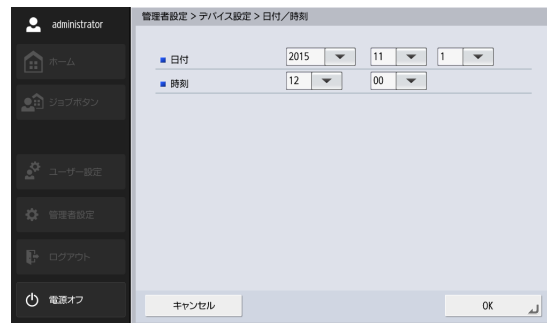 administrator
ホーム
ジョブボタン
ユーザー設定
管理者設定
ログアウト
電源オフ
管理者設定 > デバイス設定 > 日付／時刻
日付 2015 11 1
時刻 12 00
キャンセル OK